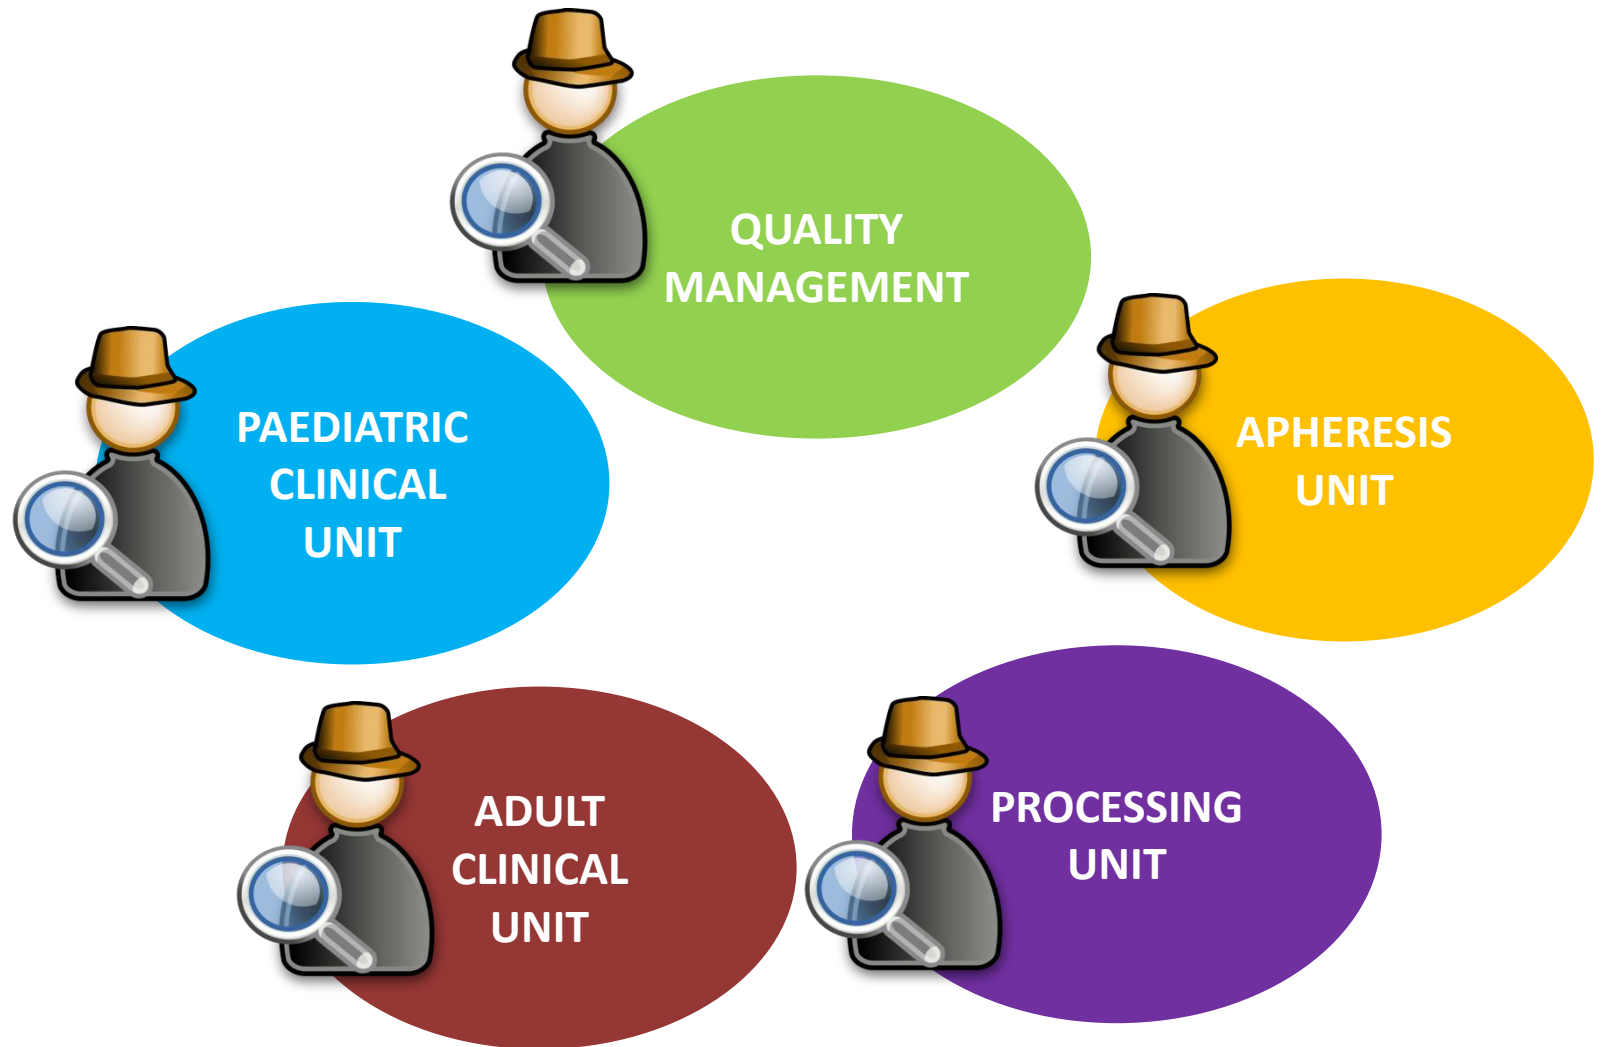 QUALITY
MANAGEMENT
PAEDIATRIC
CLINICAL
UNIT
APHERESIS
UNIT
ADULT
CLINICAL
UNIT
PROCESSING
UNIT